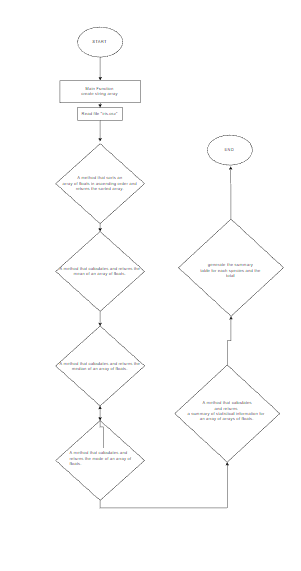 START
Main Function
create string array
Read file "iris.csv"
A method that sorts an
array of floats in ascending order and
returns the sorted array.
A method that calculates and returns the
mean of an array of floats.
A method that calculates and returns the
median of an array of floats.
A method that calculates and
returns the mode of an array of
floats.
END
generate the summary
table for each species and the
total!
A method that calculates
and returns
a summary of statistical information for
an array of arrays of floats.